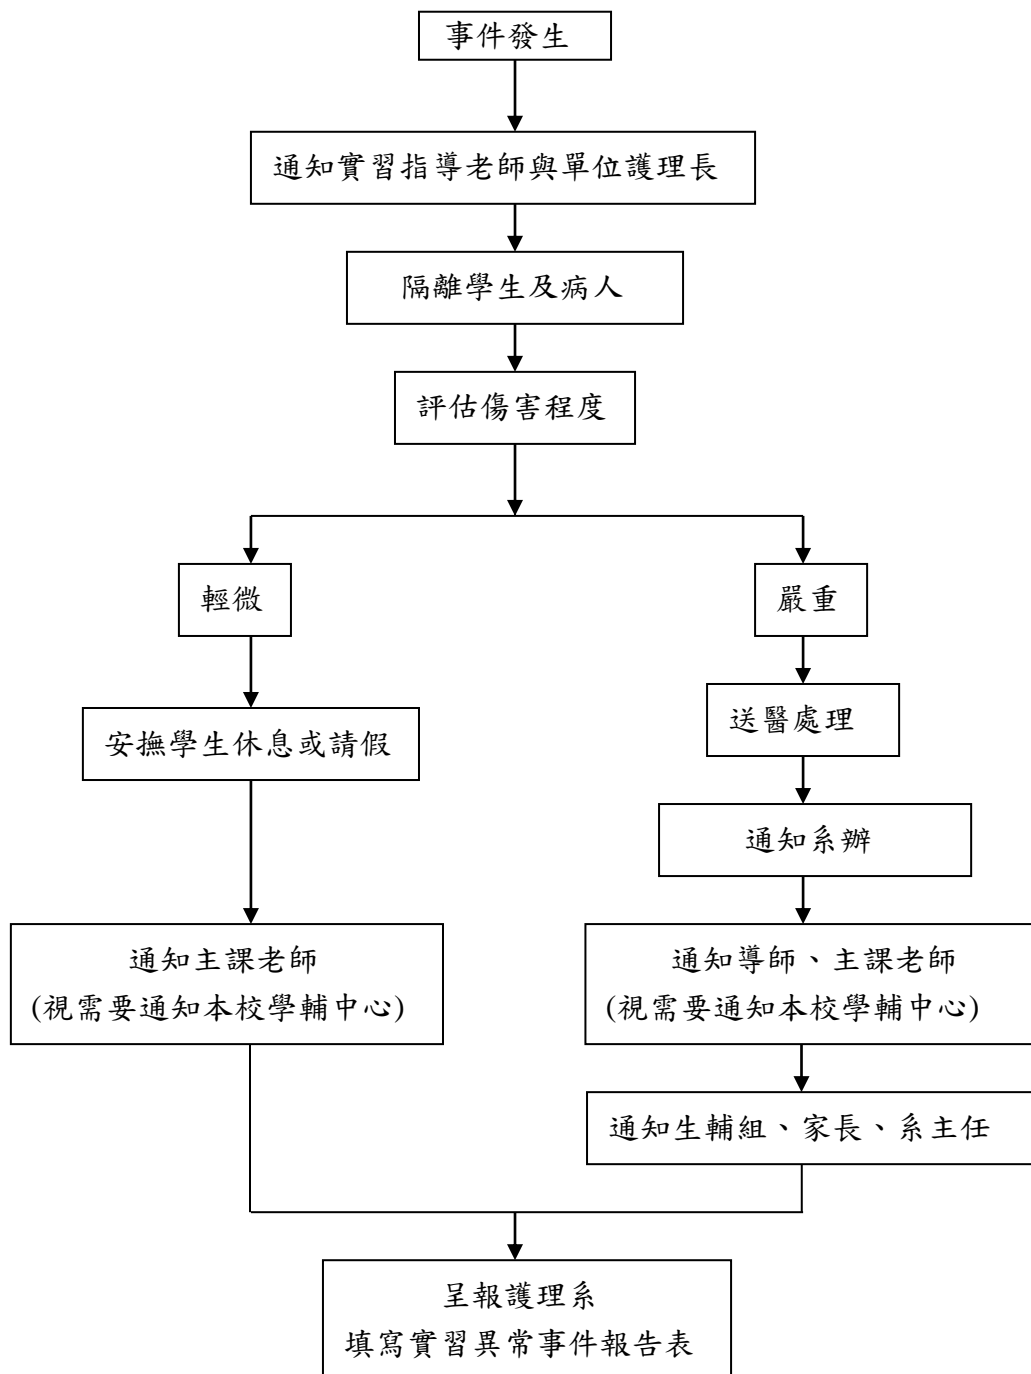 事件發生
通知實習指導老師與單位護理長
隔離學生及病人
評估傷害程度
輕微
嚴重
安撫學生休息或請假
送醫處理
通知系辦
通知主課老師
(視需要通知本校學輔中心)
通知導師、主課老師
(視需要通知本校學輔中心)
通知生輔組、家長、系主任
呈報護理系
填寫實習異常事件報告表